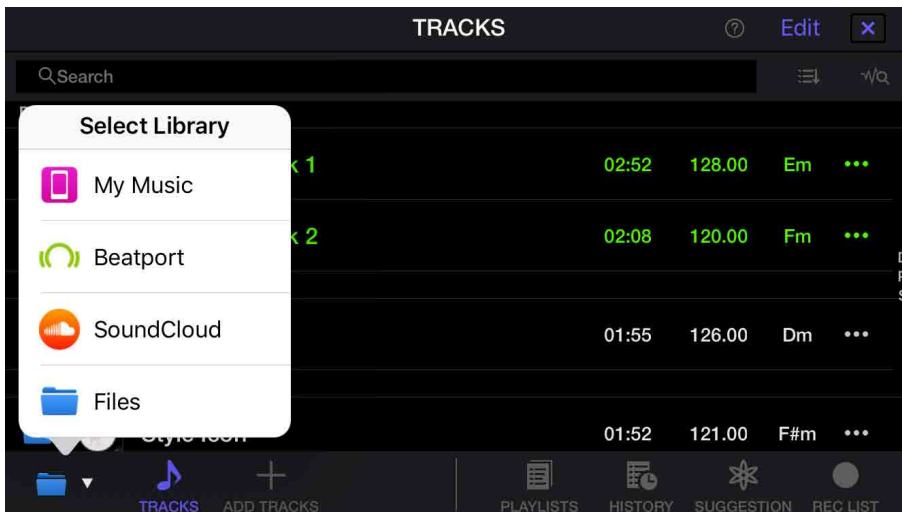 TRACKS
Edit
Search
Select Library
My Music
k 1 02:52 128.00 Em
Beatport
k 2 02:08 120.00 Fm
SoundCloud
01:55 126.00 Dm
Files
Style Icon 01:52 121.00 F#m
TRACKS ADD TRACKS PLAYLISTS HISTORY SUGGESTION REC LIST